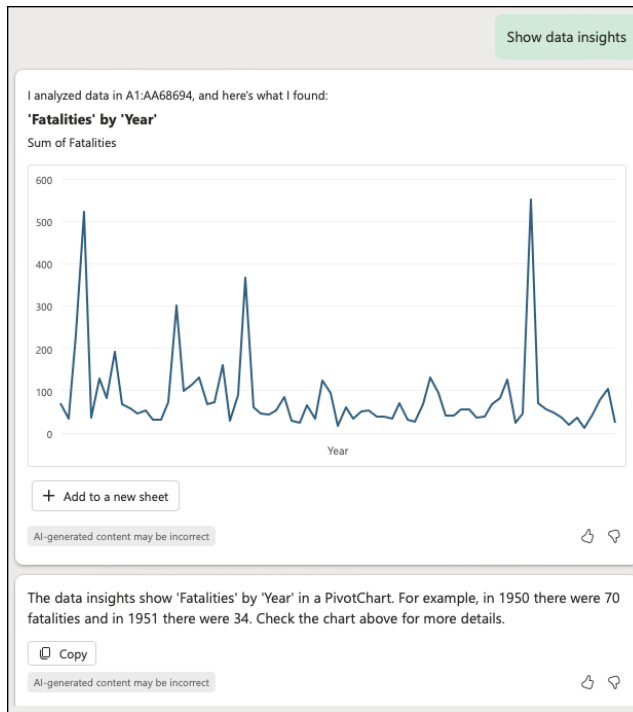 Show data insights
I analyzed data in A1:AA68694, and here's what I found:
'Fatalities' by 'Year'
Sum of Fatalities
600
500
400
300
200
100
0
Year
+ Add to a new sheet
AI-generated content may be incorrect
The data insights show 'Fatalities' by 'Year' in a PivotChart. For example, in 1950 there were 70
fatalities and in 1951 there were 34. Check the chart above for more details.
Copy
AI-generated content may be incorrect